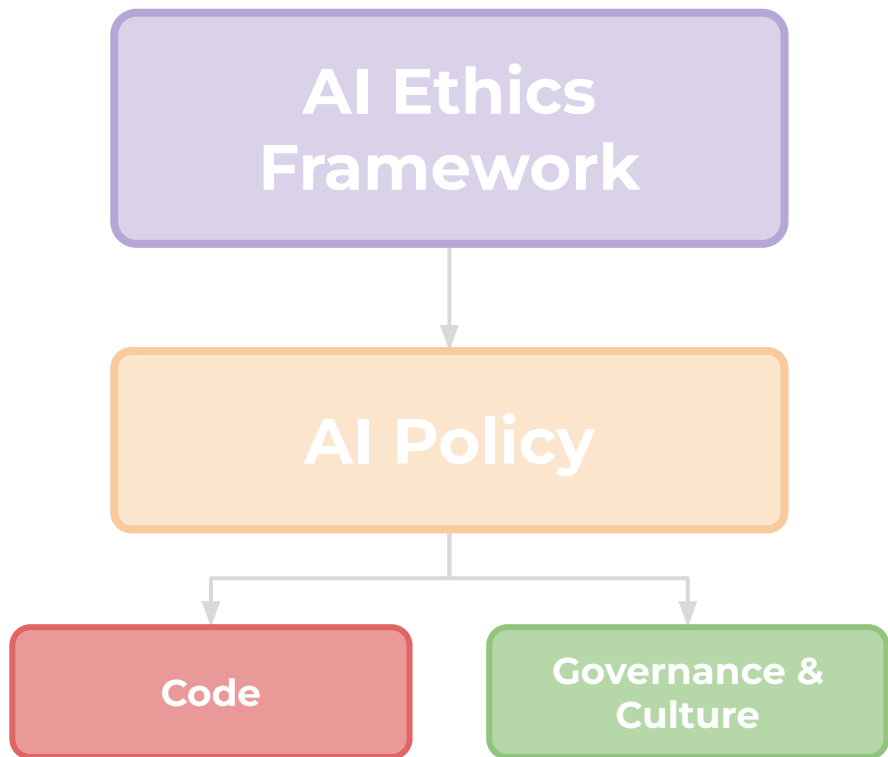 AI Ethics
Framework
AI Policy
Code
Governance &
Culture